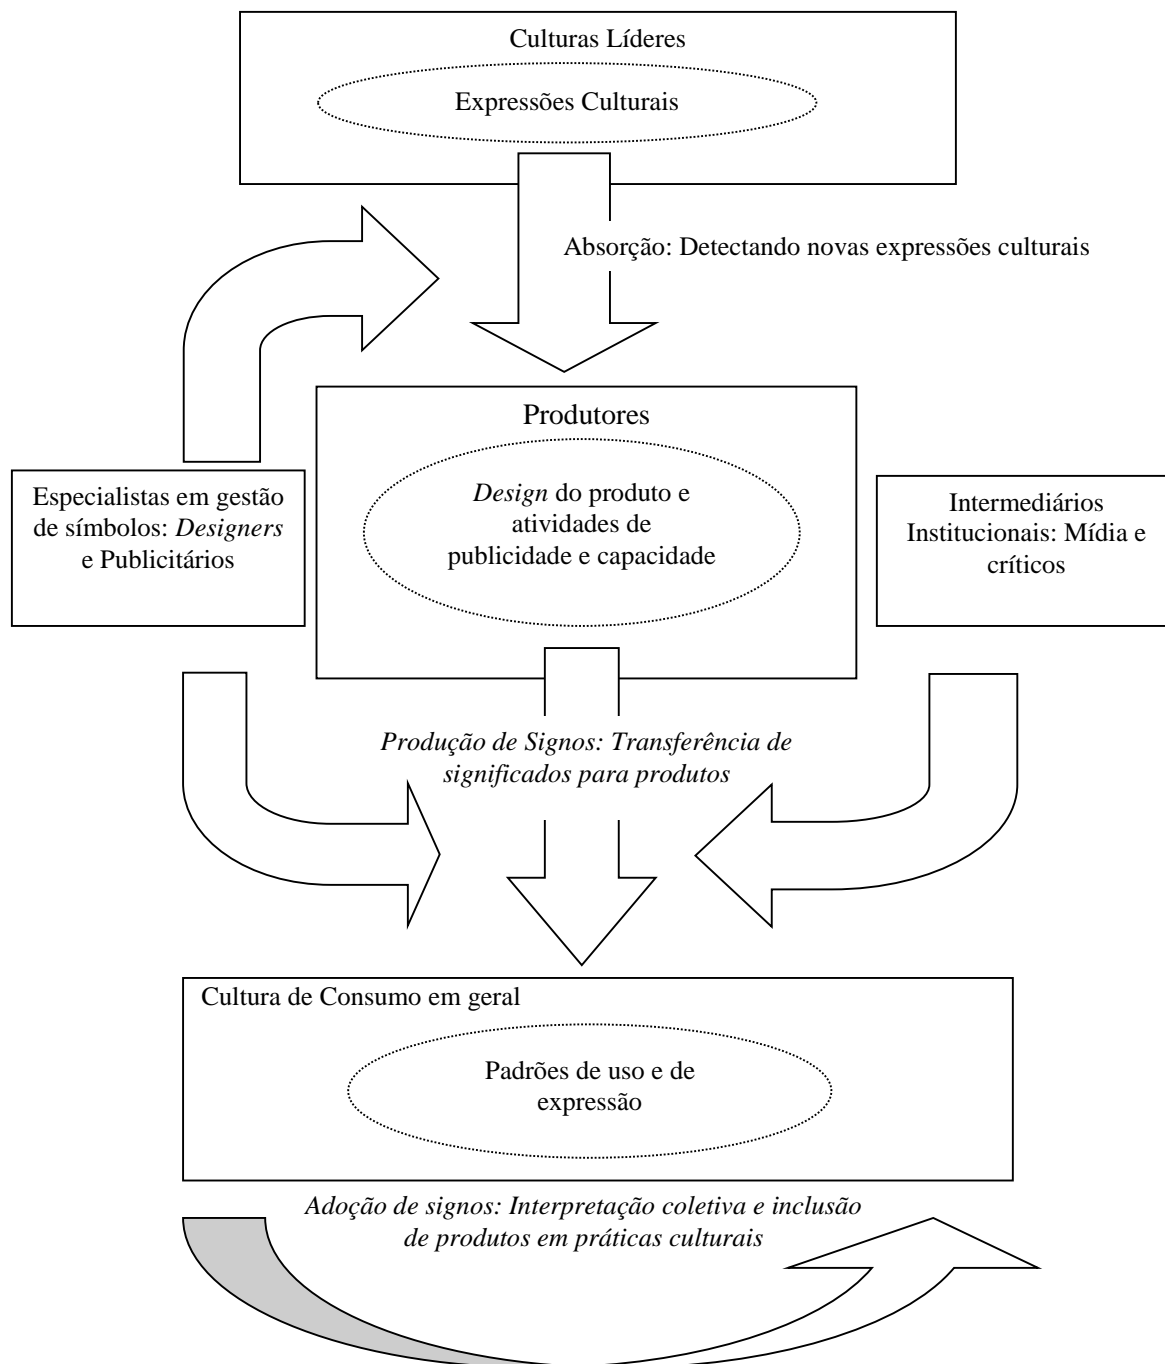 Culturas Líderes
Expressões Culturais
Absorção: Detectando novas expressões culturais
Produtores
Design do produto e
atividades de
publicidade e capacidade
Especialistas em gestão
de símbolos: Designers
e Publicitários
Intermediários
Institucionais: Mídia e
críticos
Produção de Signos: Transferência de
significados para produtos
Cultura de Consumo em geral
Padrões de uso e de
expressão
Adoção de signos: Interpretação coletiva e inclusão
de produtos em práticas culturais